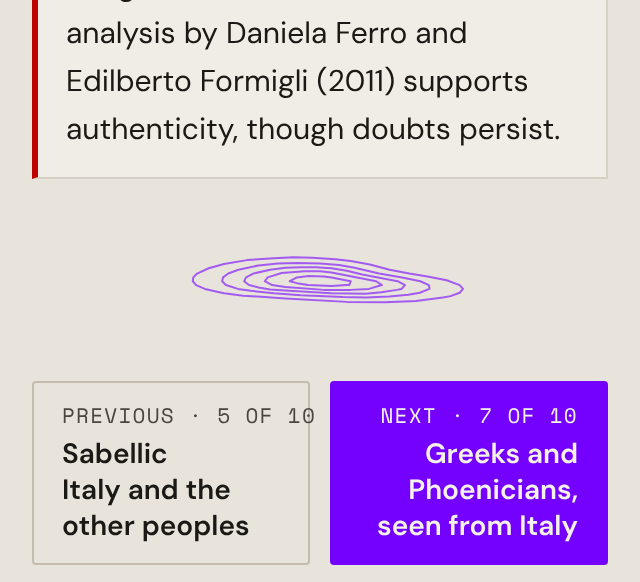 analysis by Daniela Ferro and
Edilberto Formigli (2011) supports
authenticity, though doubts persist.
PREVIOUS · 5 OF 10
Sabellic
Italy and the
other peoples
NEXT · 7 OF 10
Greeks and
Phoenicians,
seen from Italy